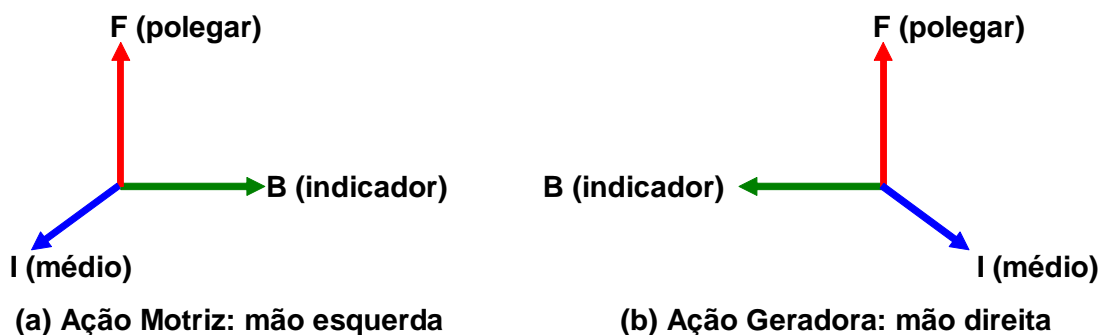 F (polegar)
F (polegar)
B (indicador)
B (indicador)
I (médio)
I (médio)
(a) Ação Motriz: mão esquerda
(b) Ação Geradora: mão direita